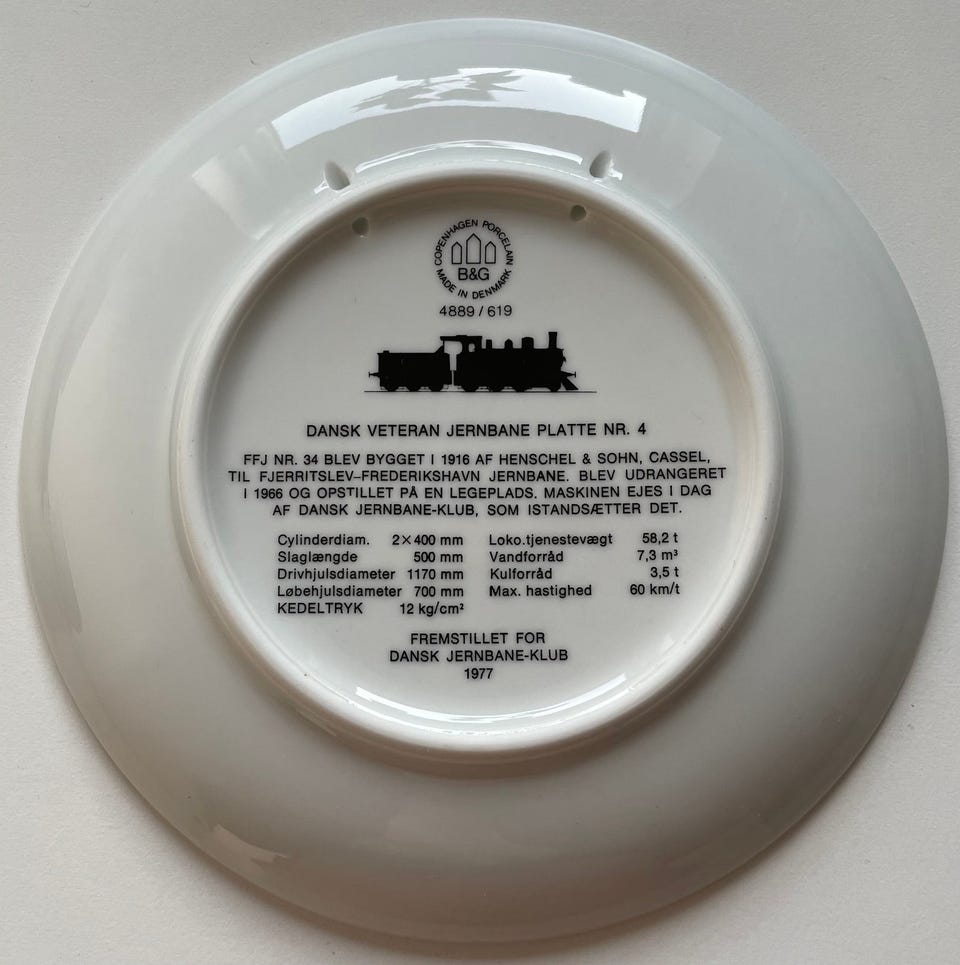 COPENHAGEN PORCELAIN
B&G
MADE IN DENMARK
4889 / 619
DANSK VETERAN JERNBANE PLATTE NR. 4
FFJ NR. 34 BLEV BYGGET I 1916 AF HENSCHEL & SOHN, CASSEL,
TIL FJERRITSLEV–FREDERIKSHAVN JERNBANE. BLEV UDRANGERET
I 1966 OG OPSTILLET PÅ EN LEGEPLADS. MASKINEN EJES I DAG
AF DANSK JERNBANE-KLUB, SOM ISTANDSÆTTER DET.
Cylinderdiam. 2×400 mm Loko.tjenestevægt 58,2 t
Slaglængde 500 mm Vandforråd 7,3 m³
Drivhjulsdiameter 1170 mm Kulforråd 3,5 t
Løbehjulsdiameter 700 mm Max. hastighed 60 km/t
KEDELTRYK 12 kg/cm²
FREMSTILLET FOR
DANSK JERNBANE-KLUB
1977